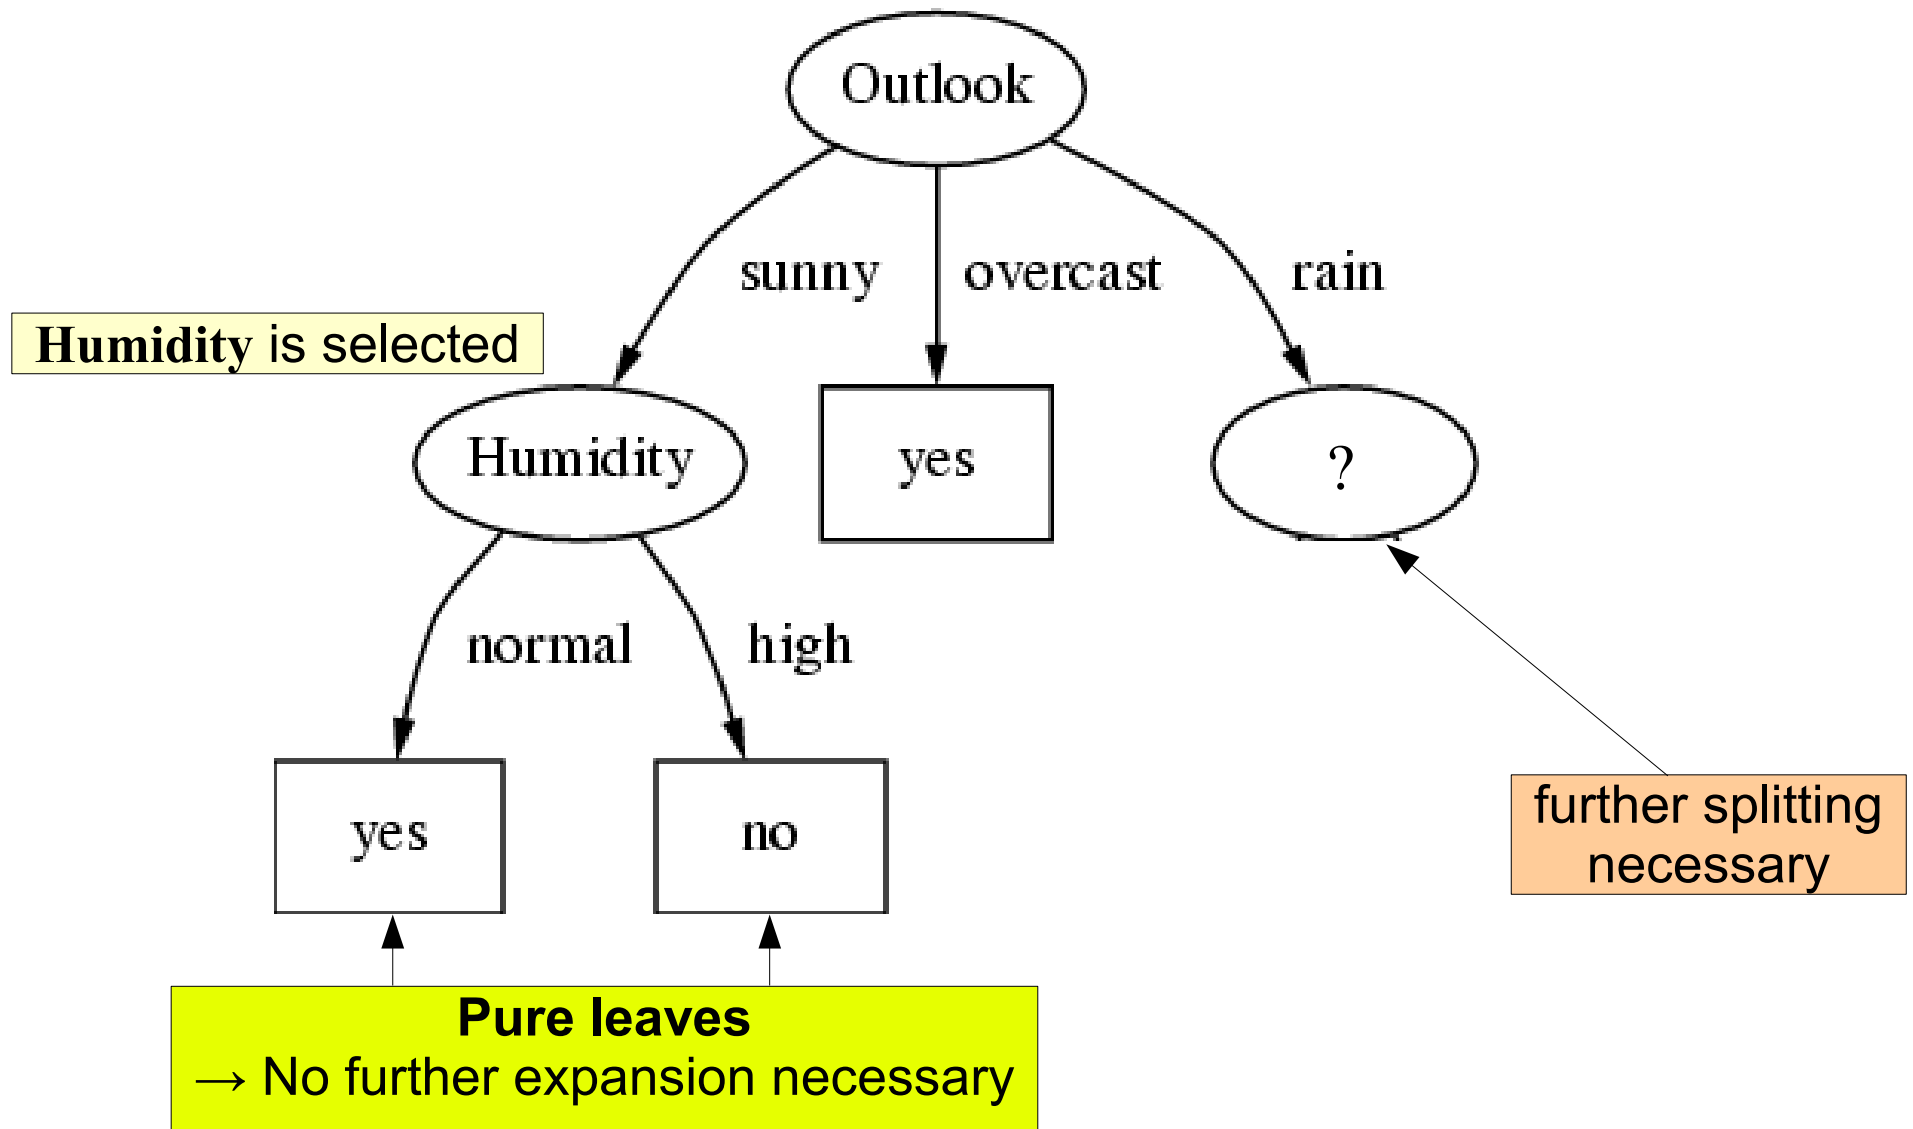 Outlook
sunny
overcast
rain
Humidity is selected
Humidity
yes
?
normal
high
yes
no
further splitting
necessary
Pure leaves
→ No further expansion necessary